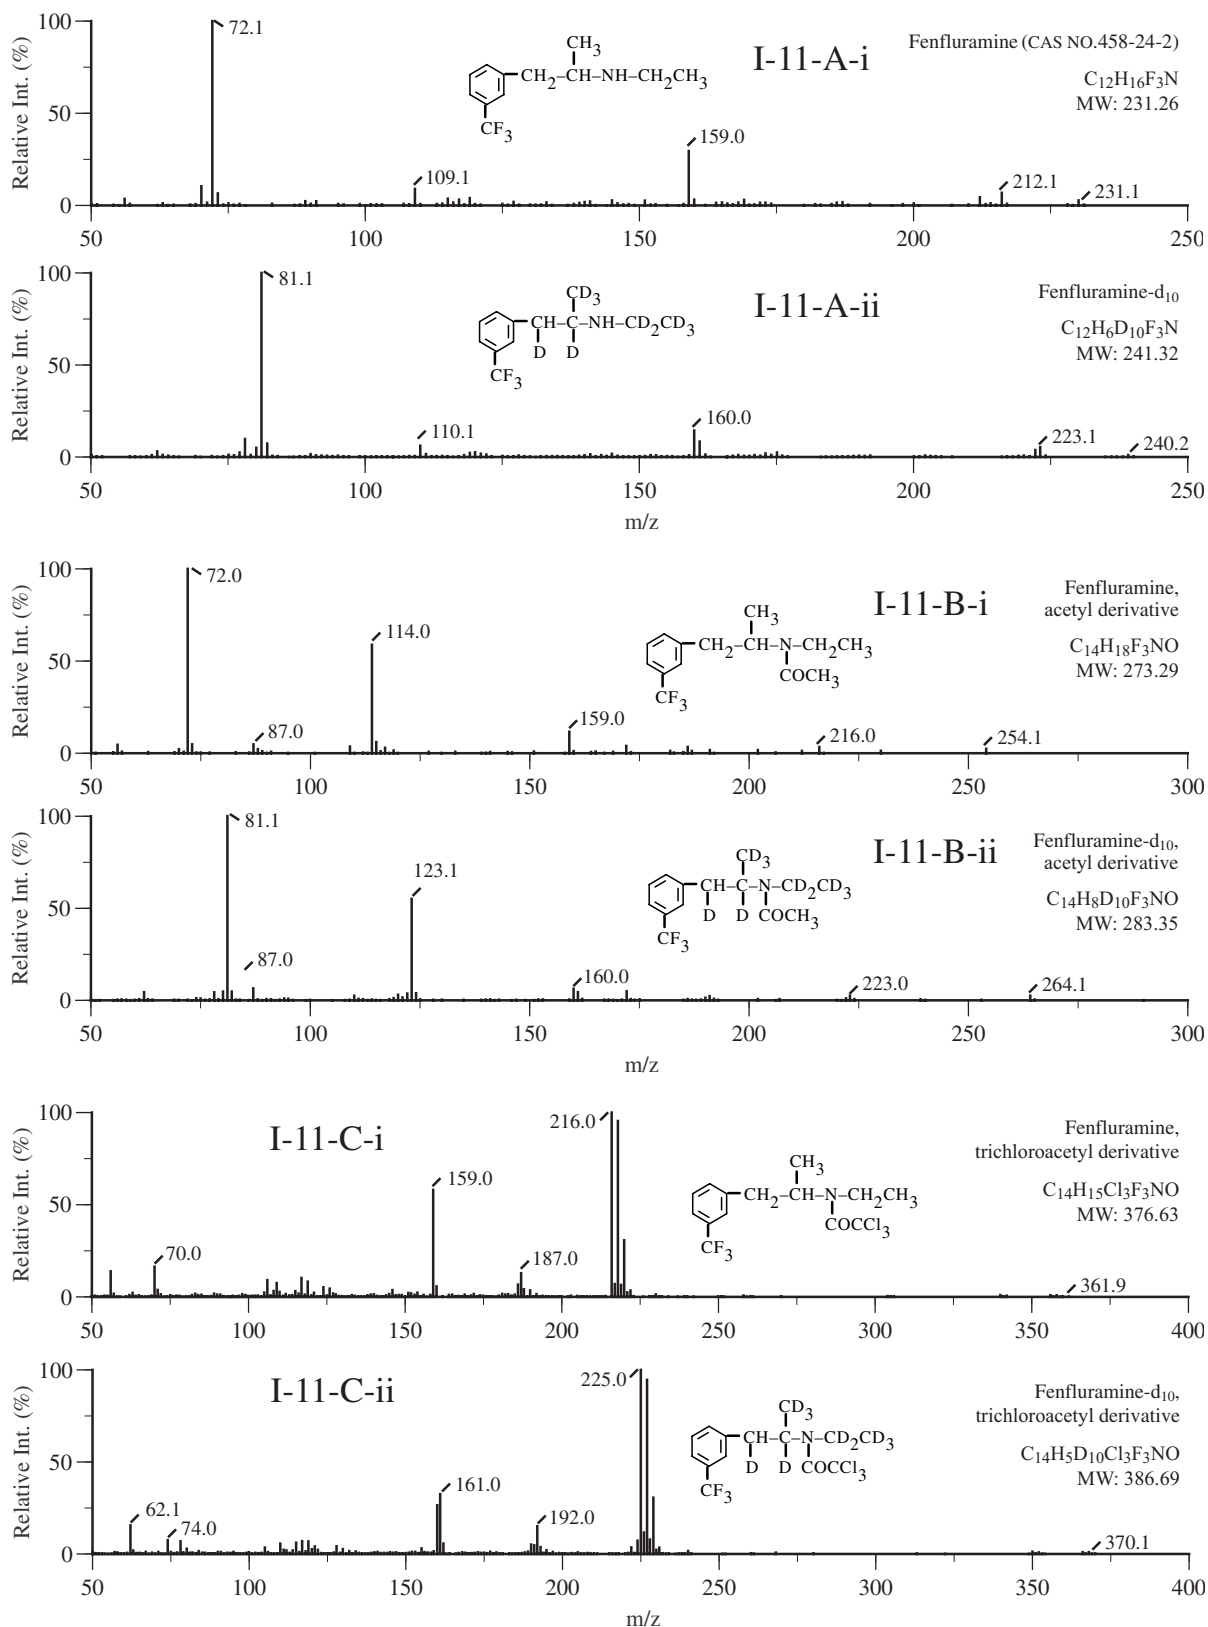 I-11-A-i
Fenfluramine (CAS NO.458-24-2)
C12H16F3N
MW: 231.26
Relative Int. (%)
100
50
0
72.1
109.1
159.0
212.1
231.1
CH3
CH2–CH–NH–CH2CH3
CF3
50 100 150 200 250
I-11-A-ii
Fenfluramine-d10
C12H6D10F3N
MW: 241.32
Relative Int. (%)
100
50
0
81.1
110.1
160.0
223.1
240.2
CD3
CH–C–NH–CD2CD3
D D
CF3
50 100 150 200 250
m/z
I-11-B-i
Fenfluramine,
acetyl derivative
C14H18F3NO
MW: 273.29
Relative Int. (%)
100
50
0
72.0
87.0
114.0
159.0
216.0
254.1
CH3
CH2–CH–N–CH2CH3
COCH3
CF3
50 100 150 200 250 300
I-11-B-ii
Fenfluramine-d10,
acetyl derivative
C14H8D10F3NO
MW: 283.35
Relative Int. (%)
100
50
0
81.1
87.0
123.1
160.0
223.0
264.1
CD3
CH–C–N–CD2CD3
D D COCH3
CF3
50 100 150 200 250 300
m/z
I-11-C-i
Fenfluramine,
trichloroacetyl derivative
C14H15Cl3F3NO
MW: 376.63
Relative Int. (%)
100
50
0
70.0
159.0
187.0
216.0
361.9
CH3
CH2–CH–N–CH2CH3
COCCl3
CF3
50 100 150 200 250 300 350 400
I-11-C-ii
Fenfluramine-d10,
trichloroacetyl derivative
C14H5D10Cl3F3NO
MW: 386.69
Relative Int. (%)
100
50
0
62.1
74.0
161.0
192.0
225.0
370.1
CD3
CH–C–N–CD2CD3
D D COCCl3
CF3
50 100 150 200 250 300 350 400
m/z